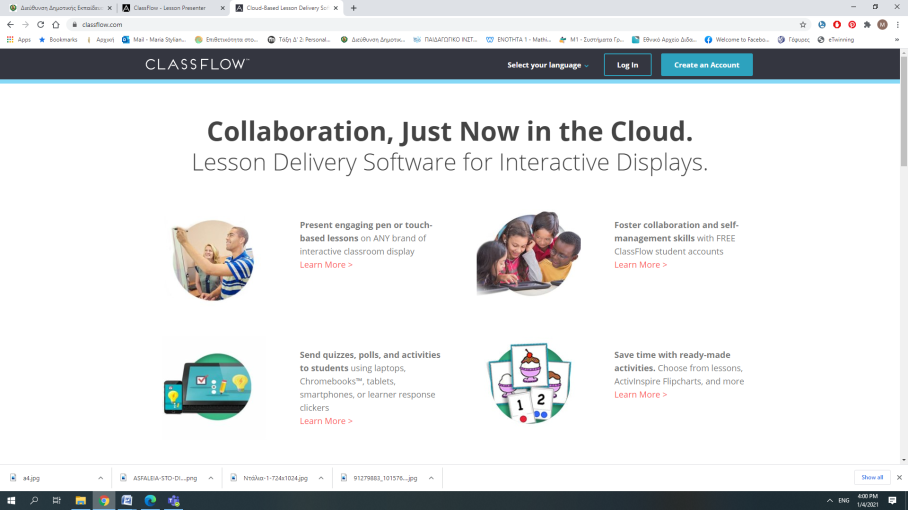 Διεύθυνση Δημοτικής Εκπαίδευσ
ClassFlow - Lesson Presenter
Cloud-Based Lesson Delivery Sof
classflow.com
Apps
Bookmarks
Αρχική
Mail - Maria Stylian...
Επιθετικότητα στο...
Τάξη Δ' 2: Personal...
Διεύθυνση Δημοτικ...
ΠΑΙΔΑΓΩΓΙΚΟ ΙΝΣΤ...
ΕΝΟΤΗΤΑ 1 - Mathi...
Μ1 - Συστήματα Γρ...
Εθνικό Αρχείο Διδα...
Welcome to Facebo...
Γέφυρες
eTwinning
»
CLASSFLOW™
Select your language
Log In
Create an Account
Collaboration, Just Now in the Cloud.
Lesson Delivery Software for Interactive Displays.
Present engaging pen or touch-
based lessons on ANY brand of
interactive classroom display
Learn More >
Foster collaboration and self-
management skills with FREE
ClassFlow student accounts
Learn More >
Send quizzes, polls, and activities
to students using laptops,
Chromebooks™, tablets,
smartphones, or learner response
clickers
Learn More >
1
2
Save time with ready-made
activities. Choose from lessons,
ActivInspire Flipcharts, and more
Learn More >
a4.jpg
ASFALEIA-STO-DI....png
Ντάλια-1-724x1024.jpg
91279883_101576....jpg
Show all
ENG
4:00 PM
1/4/2021